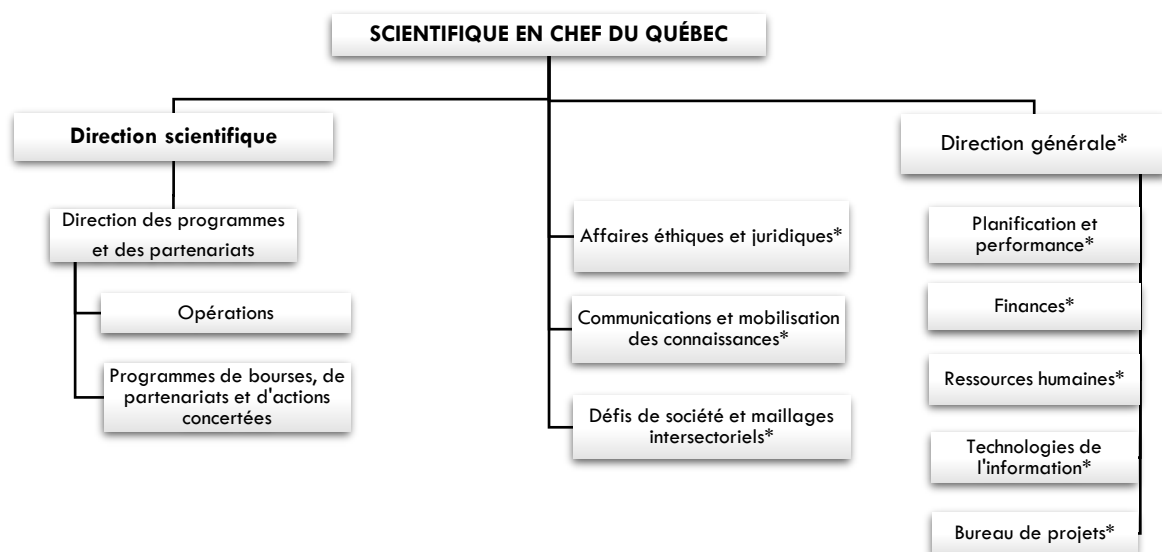 SCIENTIFIQUE EN CHEF DU QUÉBEC
Direction scientifique
Direction des programmes
et des partenariats
Opérations
Programmes de bourses, de
partenariats et d'actions
concertées
Affaires éthiques et juridiques*
Communications et mobilisation
des connaissances*
Défis de société et maillages
intersectoriels*
Direction générale*
Planification et
performance*
Finances*
Ressources humaines*
Technologies de
l'information*
Bureau de projets*